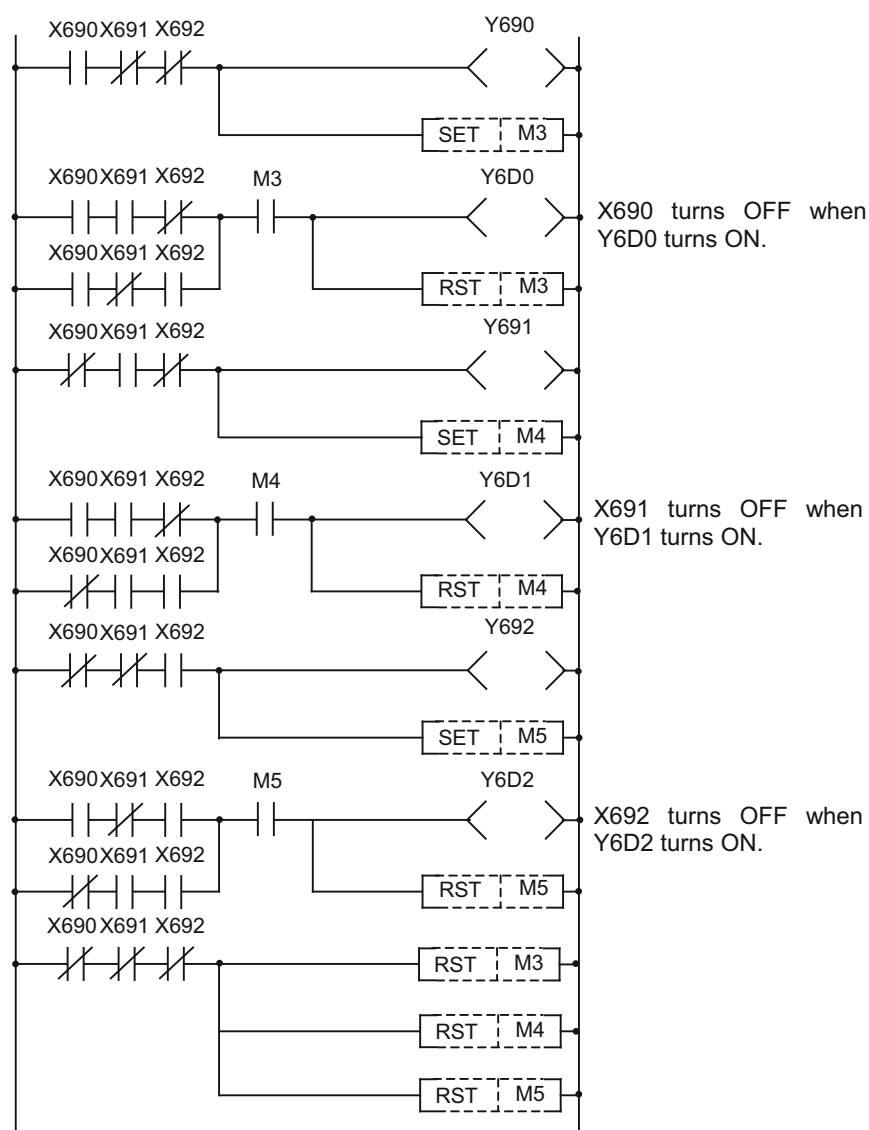 X690 X691 X692 Y690
SET M3
X690 X691 X692 M3 Y6D0
X690 turns OFF when
Y6D0 turns ON.
X690 X691 X692
RST M3
X690 X691 X692 Y691
SET M4
X690 X691 X692 M4 Y6D1
X691 turns OFF when
Y6D1 turns ON.
X690 X691 X692
RST M4
X690 X691 X692 Y692
SET M5
X690 X691 X692 M5 Y6D2
X692 turns OFF when
Y6D2 turns ON.
X690 X691 X692
RST M5
X690 X691 X692
RST M3
RST M4
RST M5